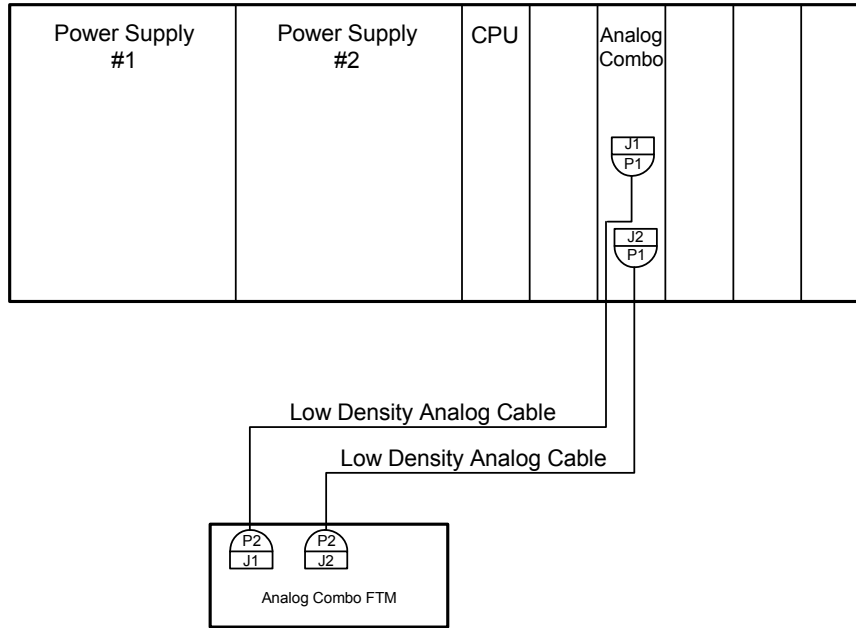 Power Supply
#1
Power Supply
#2
CPU
Analog
Combo
J1
P1
J2
P1
Low Density Analog Cable
Low Density Analog Cable
P2
J1
P2
J2
Analog Combo FTM